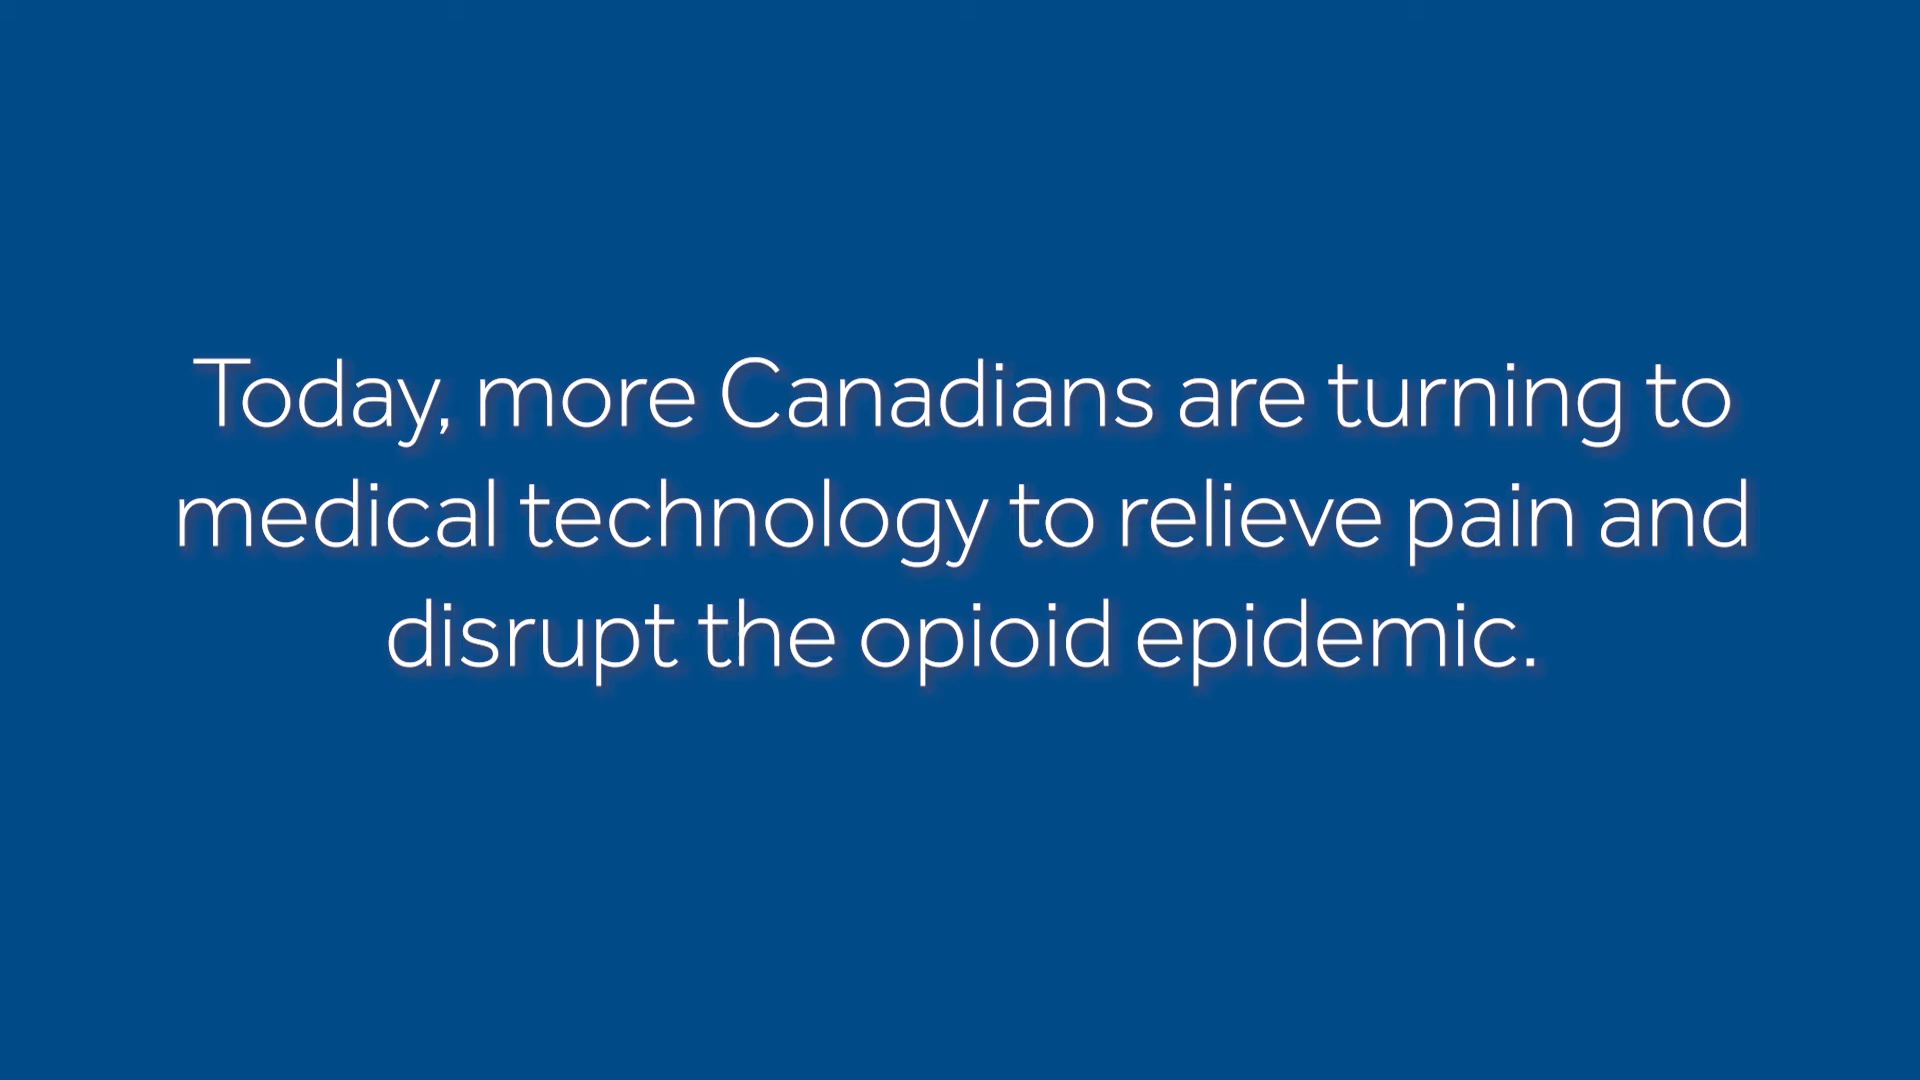 Today, more Canadians are turning to
medical technology to relieve pain and
disrupt the opioid epidemic.